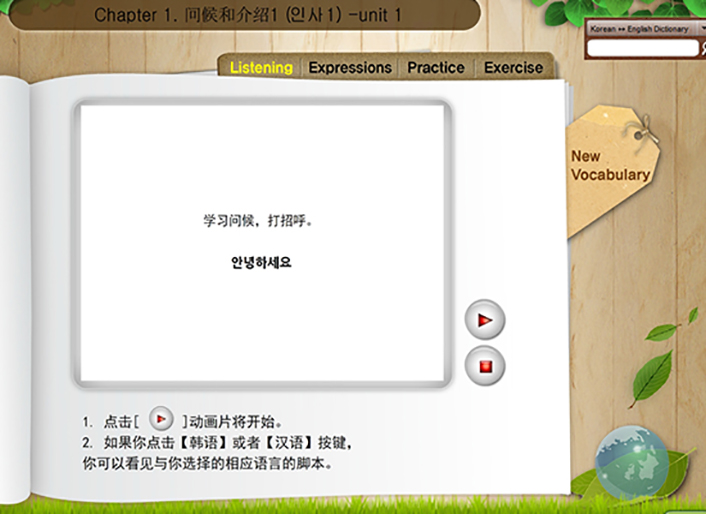 Chapter 1. 问候和介绍1 (인사1) -unit 1
Korean ↔ English Dictionary
Listening
Expressions
Practice
Exercise
New
Vocabulary
学习问候，打招呼。
안녕하세요
1. 点击[ ]动画片将开始。
2. 如果你点击【韩语】或者【汉语】按键，
你可以看见与你选择的相应语言的脚本。